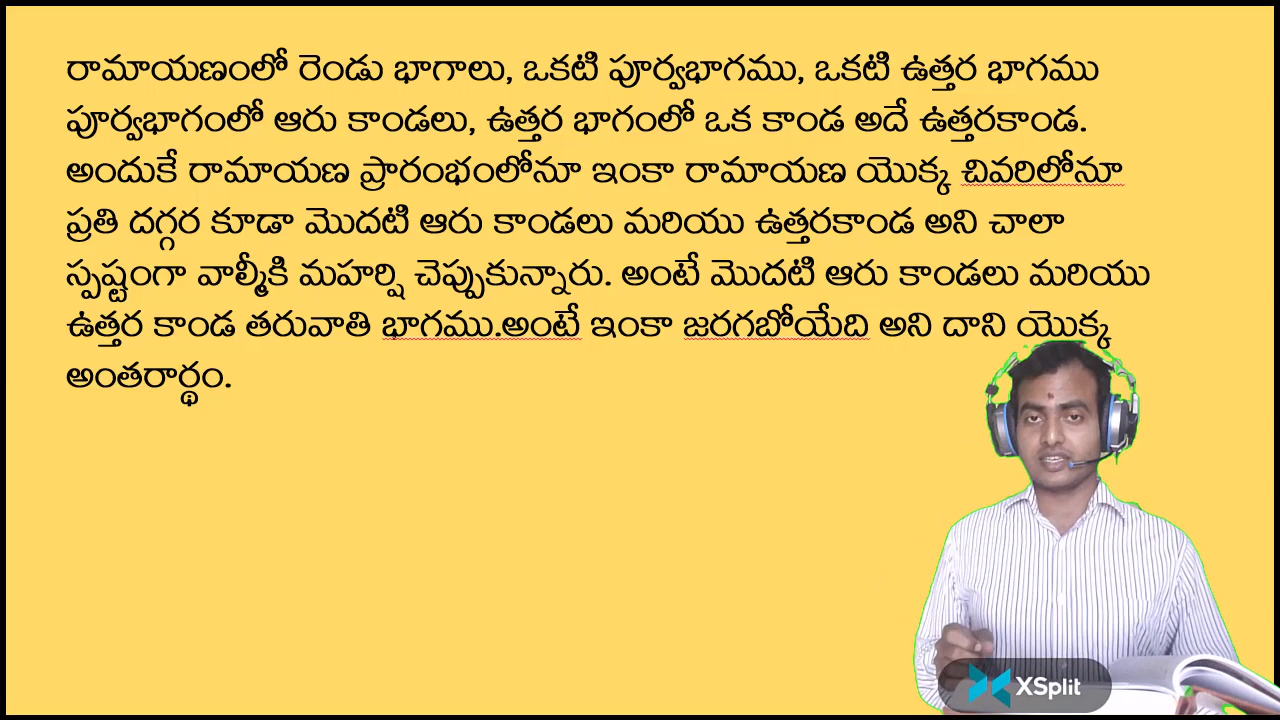 రామాయణంలో రెండు భాగాలు, ఒకటి పూర్వభాగము, ఒకటి ఉత్తర భాగము
పూర్వభాగంలో ఆరు కాండలు, ఉత్తర భాగంలో ఒక కాండ అదే ఉత్తరకాండ.
అందుకే రామాయణ ప్రారంభంలోనూ ఇంకా రామాయణ యొక్క చివరిలోనూ
ప్రతి దగ్గర కూడా మొదటి ఆరు కాండలు మరియు ఉత్తరకాండ అని చాలా
స్పష్టంగా వాల్మీకి మహర్షి చెప్పుకున్నారు. అంటే మొదటి ఆరు కాండలు మరియు
ఉత్తర కాండ తరువాతి భాగము.అంటే ఇంకా జరగబోయేది అని దాని యొక్క
అంతరార్థం.
XSplit